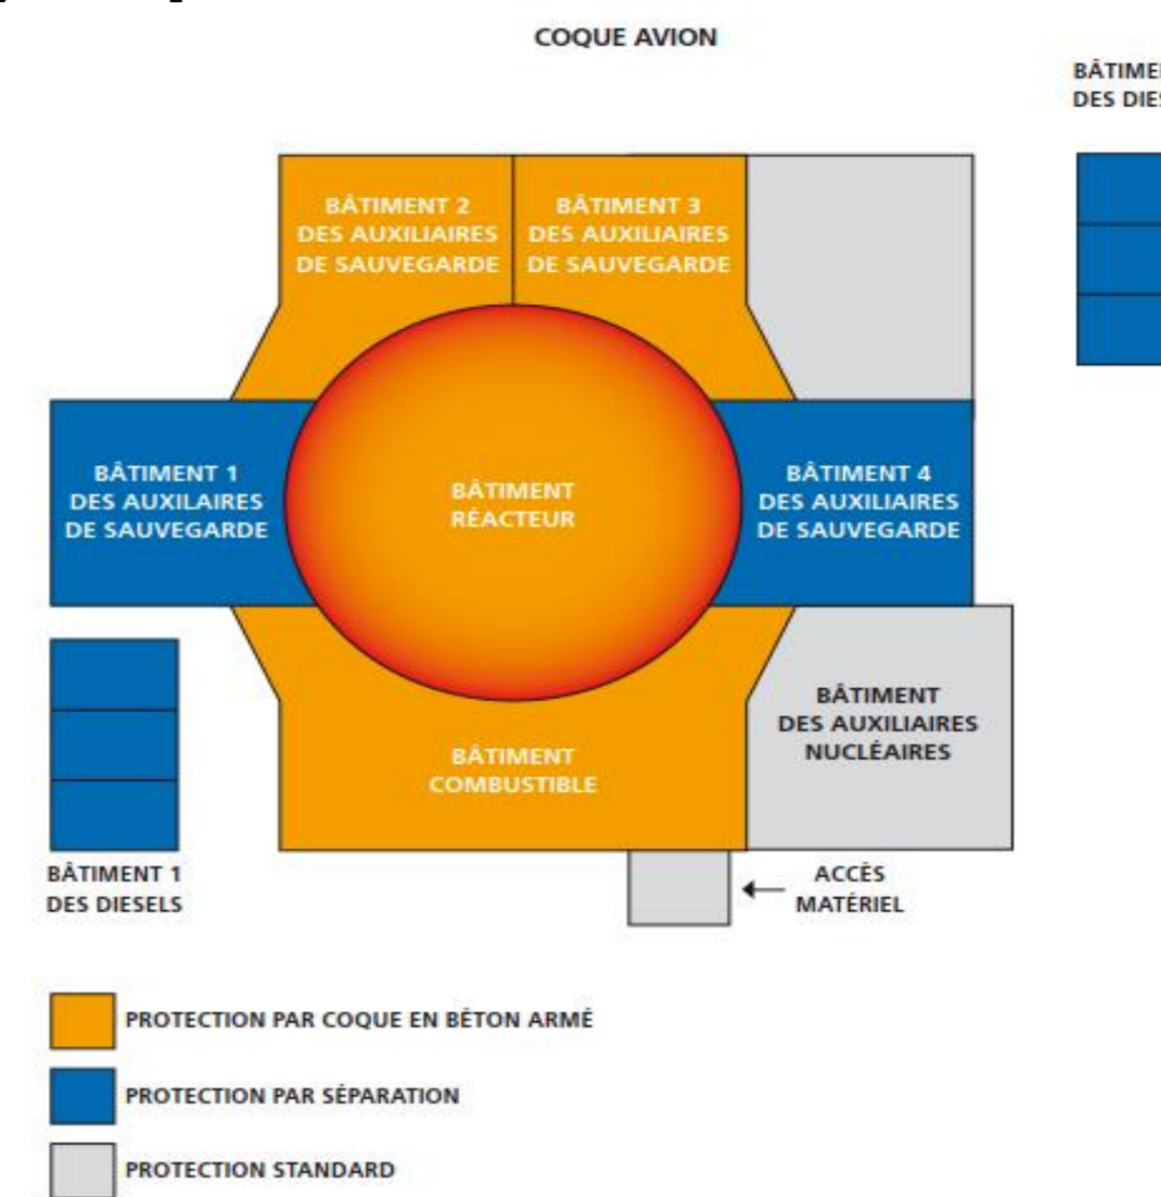 COQUE AVION
DES
BÂTIMENT 2
DES AUXILIAIRES
DE SAUVEGARDE
BÂTIMENT 3
DES AUXILIAIRES
DE SAUVEGARDE
BÂTIMENT 1
DES AUXILAIRES
DE SAUVEGARDE
BÂTIMENT
RÉACTEUR
BÂTIMENT 4
DES AUXILIAIRES
DE SAUVEGARDE
BÂTIMENT
DES AUXILIAIRES
NUCLÉAIRES
BÂTIMENT
COMBUSTIBLE
BÂTIMENT 1
DES DIESELS
ACCÈS
MATÉRIEL
PROTECTION PAR COQUE EN BÉTON ARMÉ
PROTECTION PAR SÉPARATION
PROTECTION STANDARD